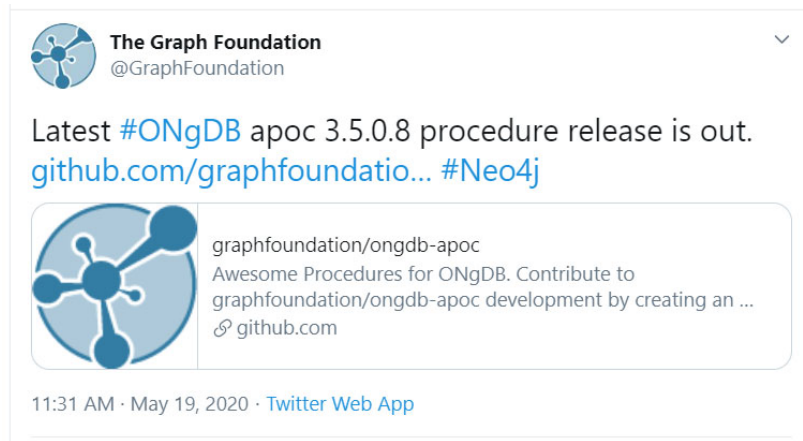 The Graph Foundation
@GraphFoundation
Latest #ONgDB apoc 3.5.0.8 procedure release is out.
github.com/graphfoundatio... #Neo4j
graphfoundation/ongdb-apoc
Awesome Procedures for ONgDB. Contribute to
graphfoundation/ongdb-apoc development by creating an ...
github.com
11:31 AM · May 19, 2020 · Twitter Web App